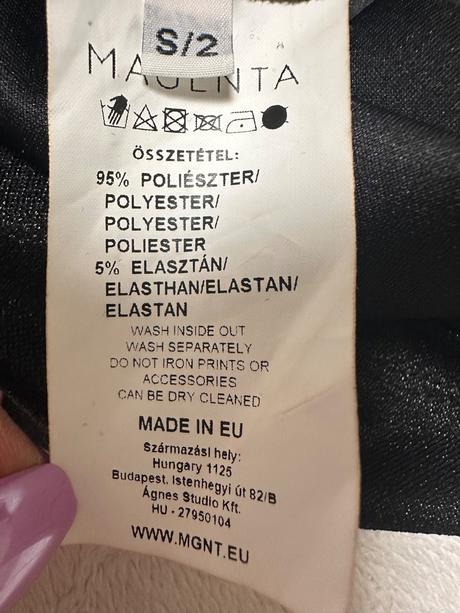 S/2
MAGENTA
ÖSSZETÉTEL:
95% POLIÉSZTER/
POLYESTER/
POLYESTER/
POLIESTER
5% ELASZTÁN/
ELASTHAN/ELASTAN/
ELASTAN
WASH INSIDE OUT
WASH SEPARATELY
DO NOT IRON PRINTS OR
ACCESSORIES
CAN BE DRY CLEANED
MADE IN EU
Származási hely:
Hungary 1125
Budapest, Istenhegyi út 82/B
Ágnes Studio Kft.
HU - 27950104
WWW.MGNT.EU